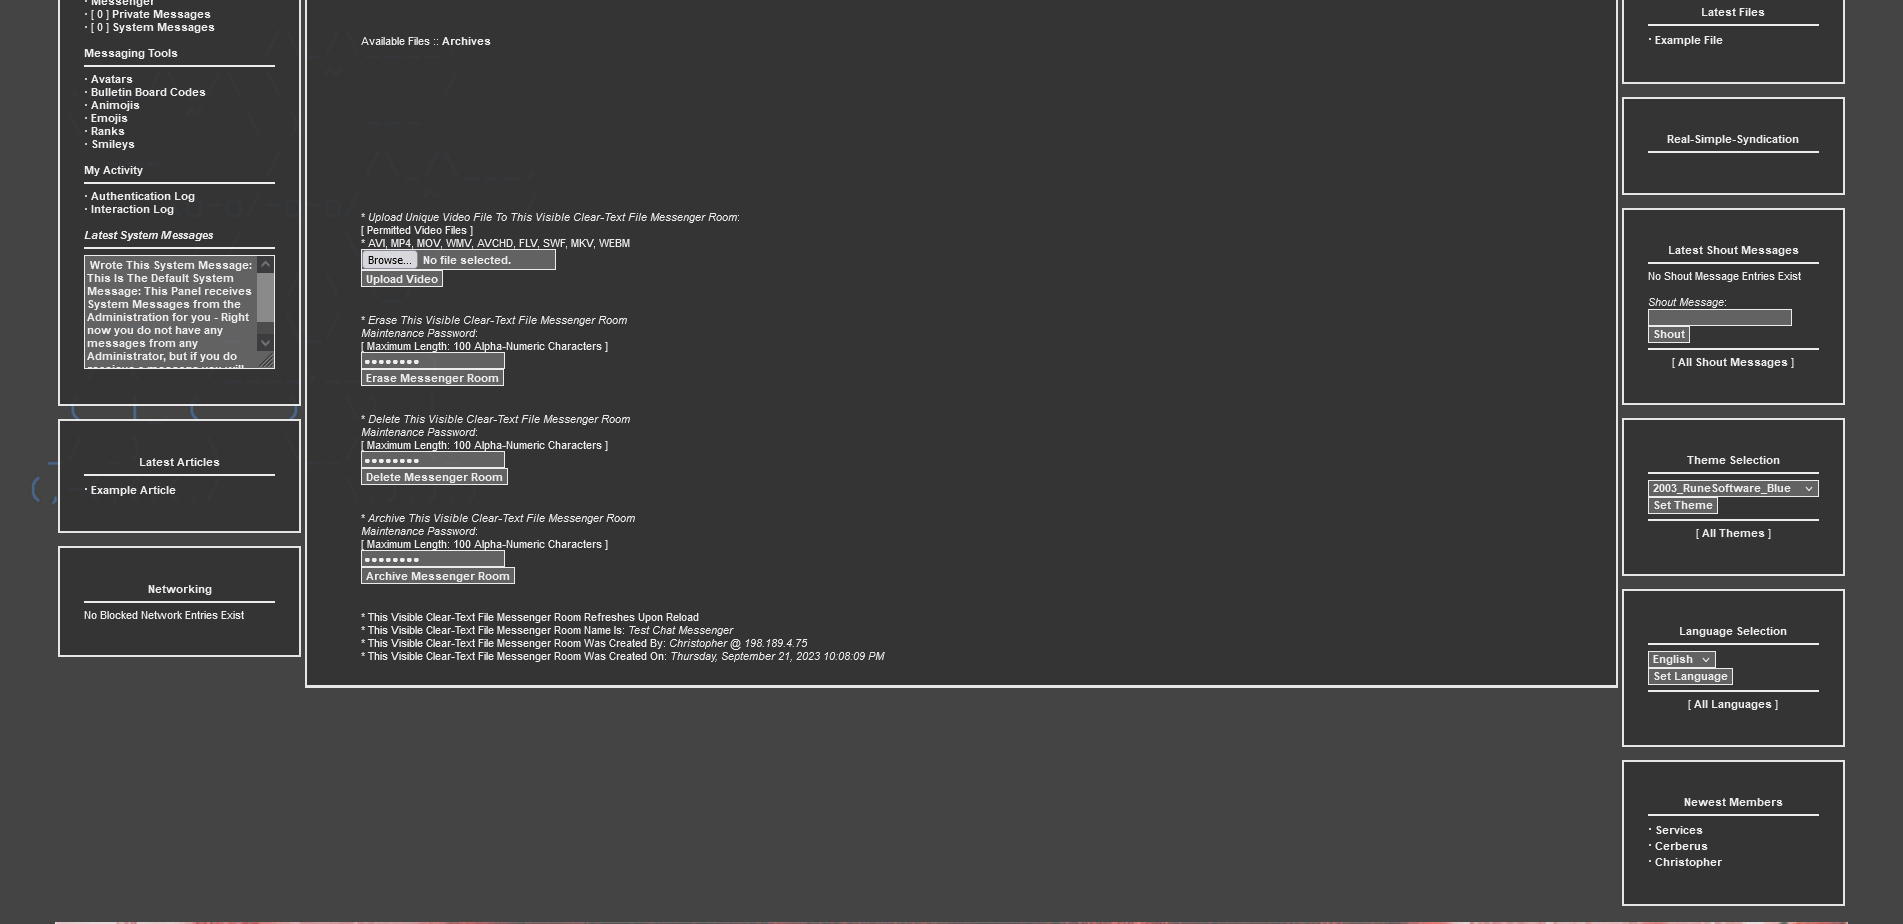 · Messenger
· [ 0 ] Private Messages
· [ 0 ] System Messages
Messaging Tools
· Avatars
· Bulletin Board Codes
· Animojis
· Emojis
· Ranks
· Smileys
My Activity
· Authentication Log
· Interaction Log
Latest System Messages
Wrote This System Message:
This Is The Default System
Message: This Panel receives
System Messages from the
Administration for you - Right
now you do not have any
messages from any
Administrator, but if you do
receive a message you will
Latest Articles
· Example Article
Networking
No Blocked Network Entries Exist
Available Files :: Archives
* Upload Unique Video File To This Visible Clear-Text File Messenger Room:
[ Permitted Video Files ]
* AVI, MP4, MOV, WMV, AVCHD, FLV, SWF, MKV, WEBM
Browse... No file selected.
Upload Video
* Erase This Visible Clear-Text File Messenger Room
Maintenance Password:
[ Maximum Length: 100 Alpha-Numeric Characters ]
Erase Messenger Room
* Delete This Visible Clear-Text File Messenger Room
Maintenance Password:
[ Maximum Length: 100 Alpha-Numeric Characters ]
Delete Messenger Room
* Archive This Visible Clear-Text File Messenger Room
Maintenance Password:
[ Maximum Length: 100 Alpha-Numeric Characters ]
Archive Messenger Room
* This Visible Clear-Text File Messenger Room Refreshes Upon Reload
* This Visible Clear-Text File Messenger Room Name Is: Test Chat Messenger
* This Visible Clear-Text File Messenger Room Was Created By: Christopher @ 198.189.4.75
* This Visible Clear-Text File Messenger Room Was Created On: Thursday, September 21, 2023 10:08:09 PM
Latest Files
· Example File
Real-Simple-Syndication
Latest Shout Messages
No Shout Message Entries Exist
Shout Message:
Shout
[ All Shout Messages ]
Theme Selection
2003_RuneSoftware_Blue
Set Theme
[ All Themes ]
Language Selection
English
Set Language
[ All Languages ]
Newest Members
· Services
· Cerberus
· Christopher